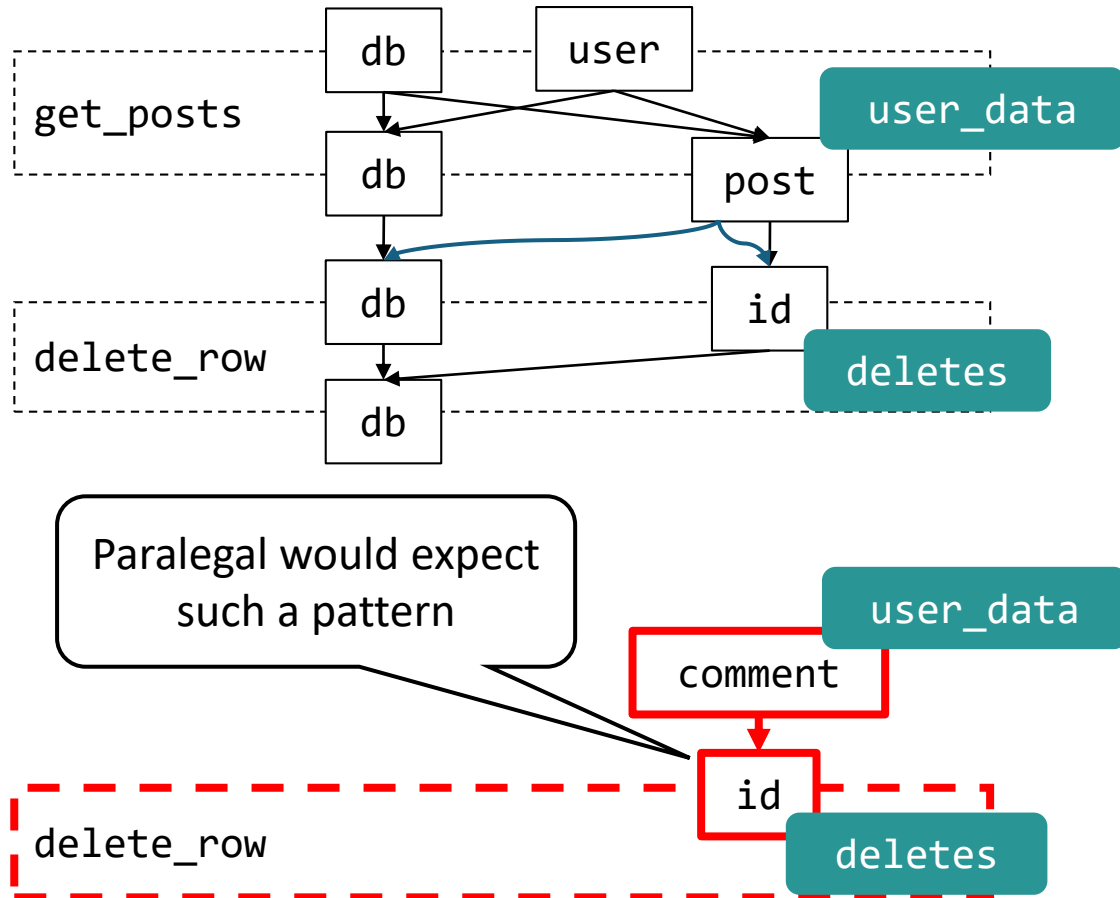 db
user
get_posts
user_data
db
post
db
id
delete_row
deletes
db
Paralegal would expect
such a pattern
user_data
comment
id
delete_row
deletes